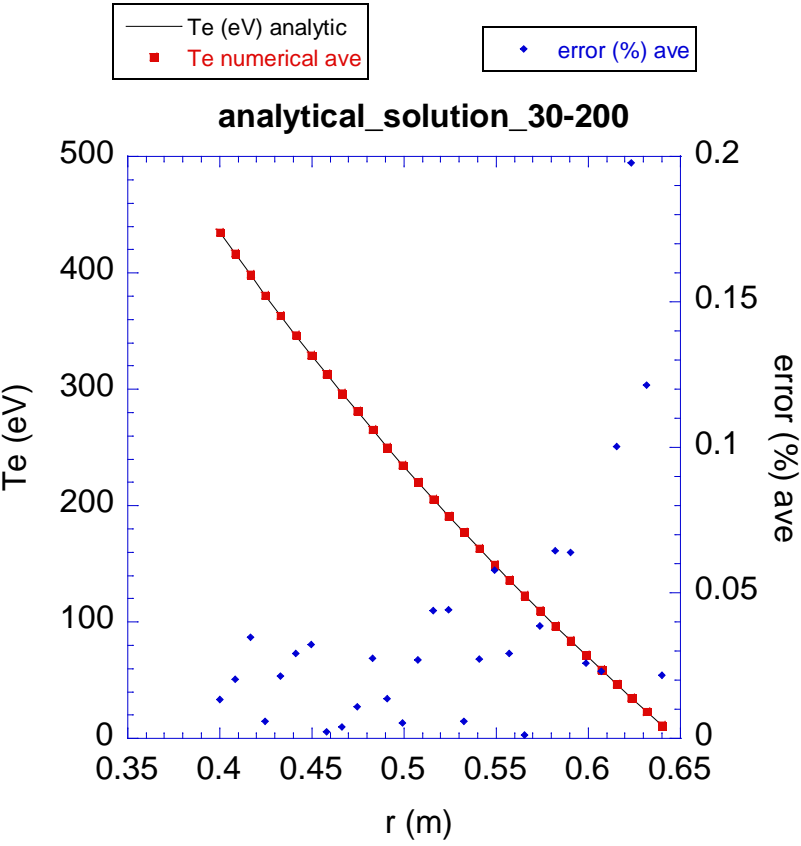 Te (eV) analytic
Te numerical ave
error (%) ave
analytical_solution_30-200
500
400
300
200
100
0
0.2
0.15
0.1
0.05
0
Te (eV)
error (%) ave
0.35 0.4 0.45 0.5 0.55 0.6 0.65
r (m)